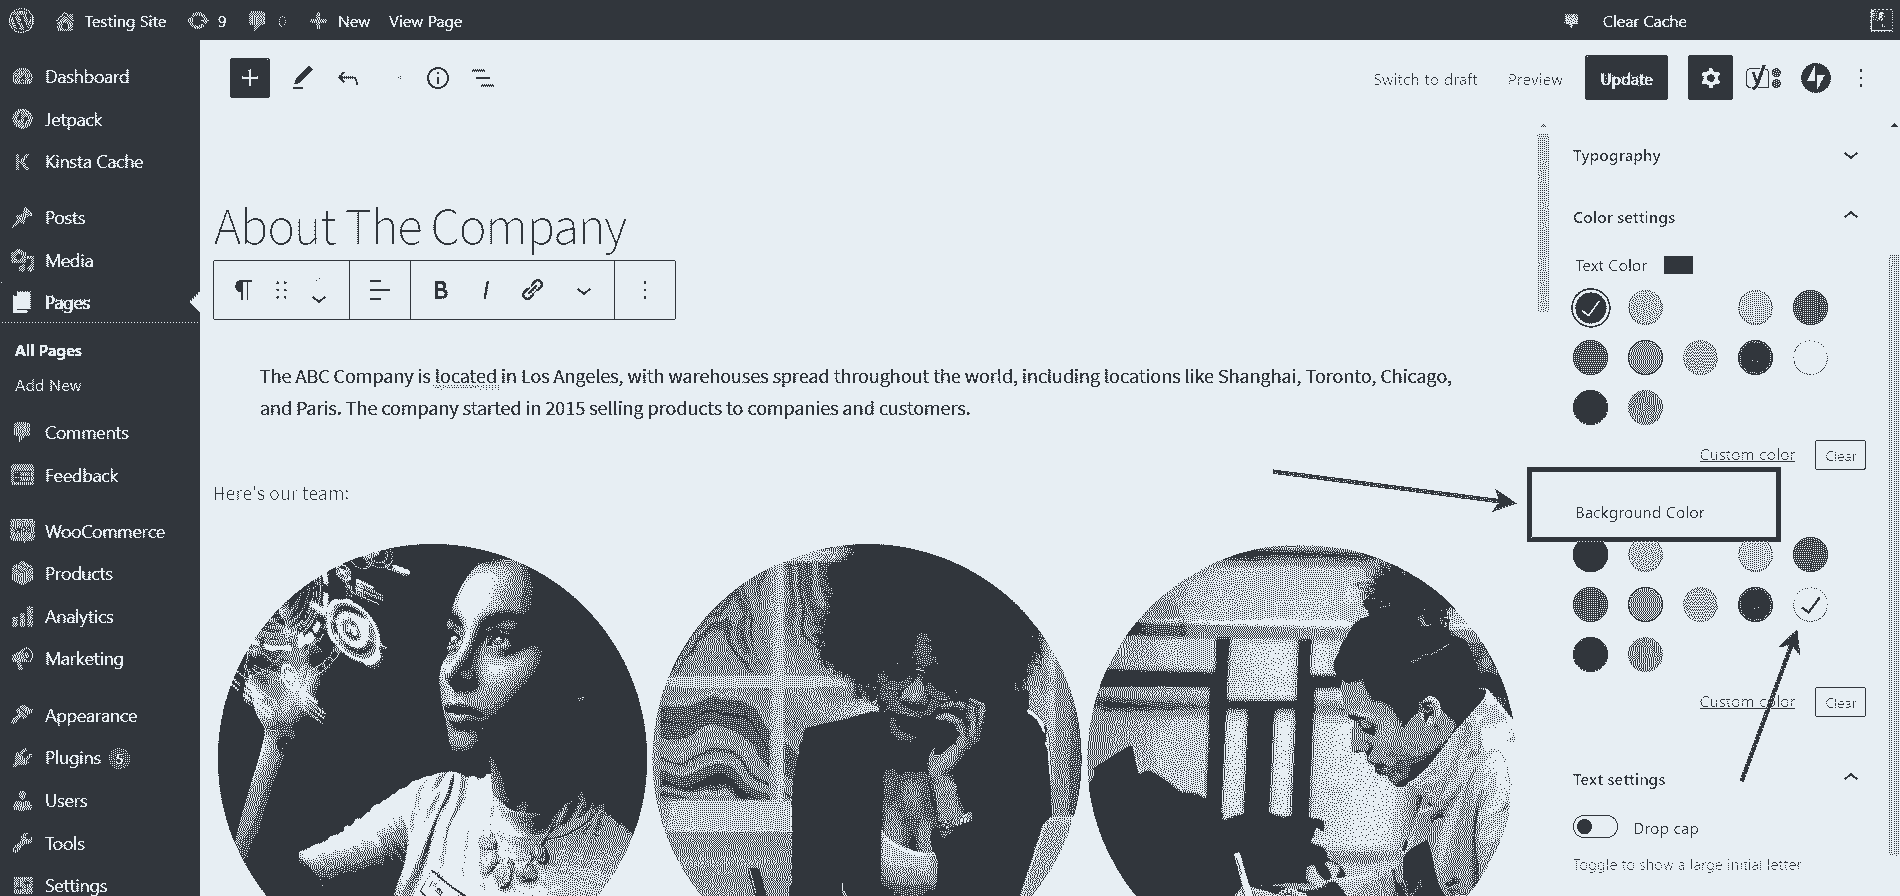 Testing Site 9 0 New View Page Clear Cache
Dashboard
Jetpack
Kinsta Cache
Posts
Media
Pages
All Pages
Add New
Comments
Feedback
WooCommerce
Products
Analytics
Marketing
Appearance
Plugins 5
Users
Tools
Settings
Switch to draft Preview Update
About The Company
B I
The ABC Company is located in Los Angeles, with warehouses spread throughout the world, including locations like Shanghai, Toronto, Chicago,
and Paris. The company started in 2015 selling products to companies and customers.
Here's our team:
Typography
Color settings
Text Color
Custom color Clear
Background Color
Custom color Clear
Text settings
Drop cap
Toggle to show a large initial letter